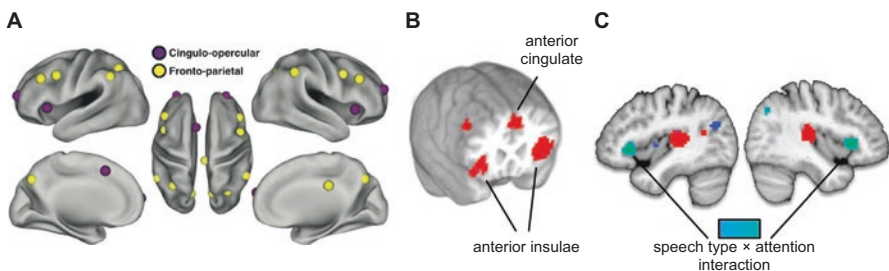 A
Cingulo-opercular
Fronto-parietal
B
anterior
cingulate
anterior insulae
C
speech type × attention
interaction